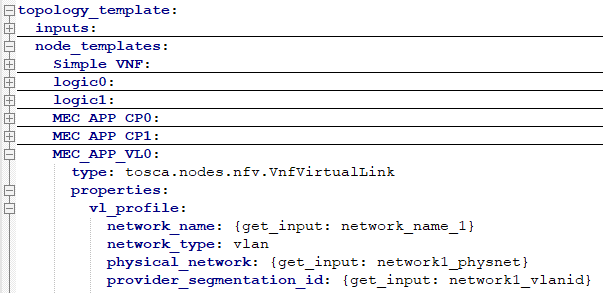 topology_template:
inputs:
node_templates:
Simple VNF:
logic0:
logic1:
MEC APP CP0:
MEC APP CP1:
MEC_APP_VL0:
type: tosca.nodes.nfv.VnfVirtualLink
properties:
vl_profile:
network_name: {get_input: network_name_1}
network_type: vlan
physical_network: {get_input: network1_physnet}
provider_segmentation_id: {get_input: network1_vlanid}